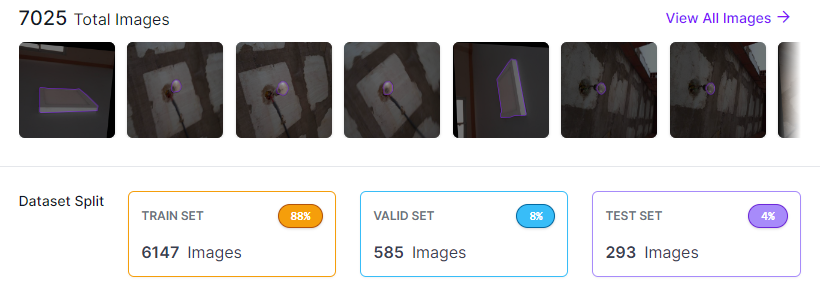 7025 Total Images
View All Images →
Dataset Split
TRAIN SET 88%
6147 Images
VALID SET 8%
585 Images
TEST SET 4%
293 Images